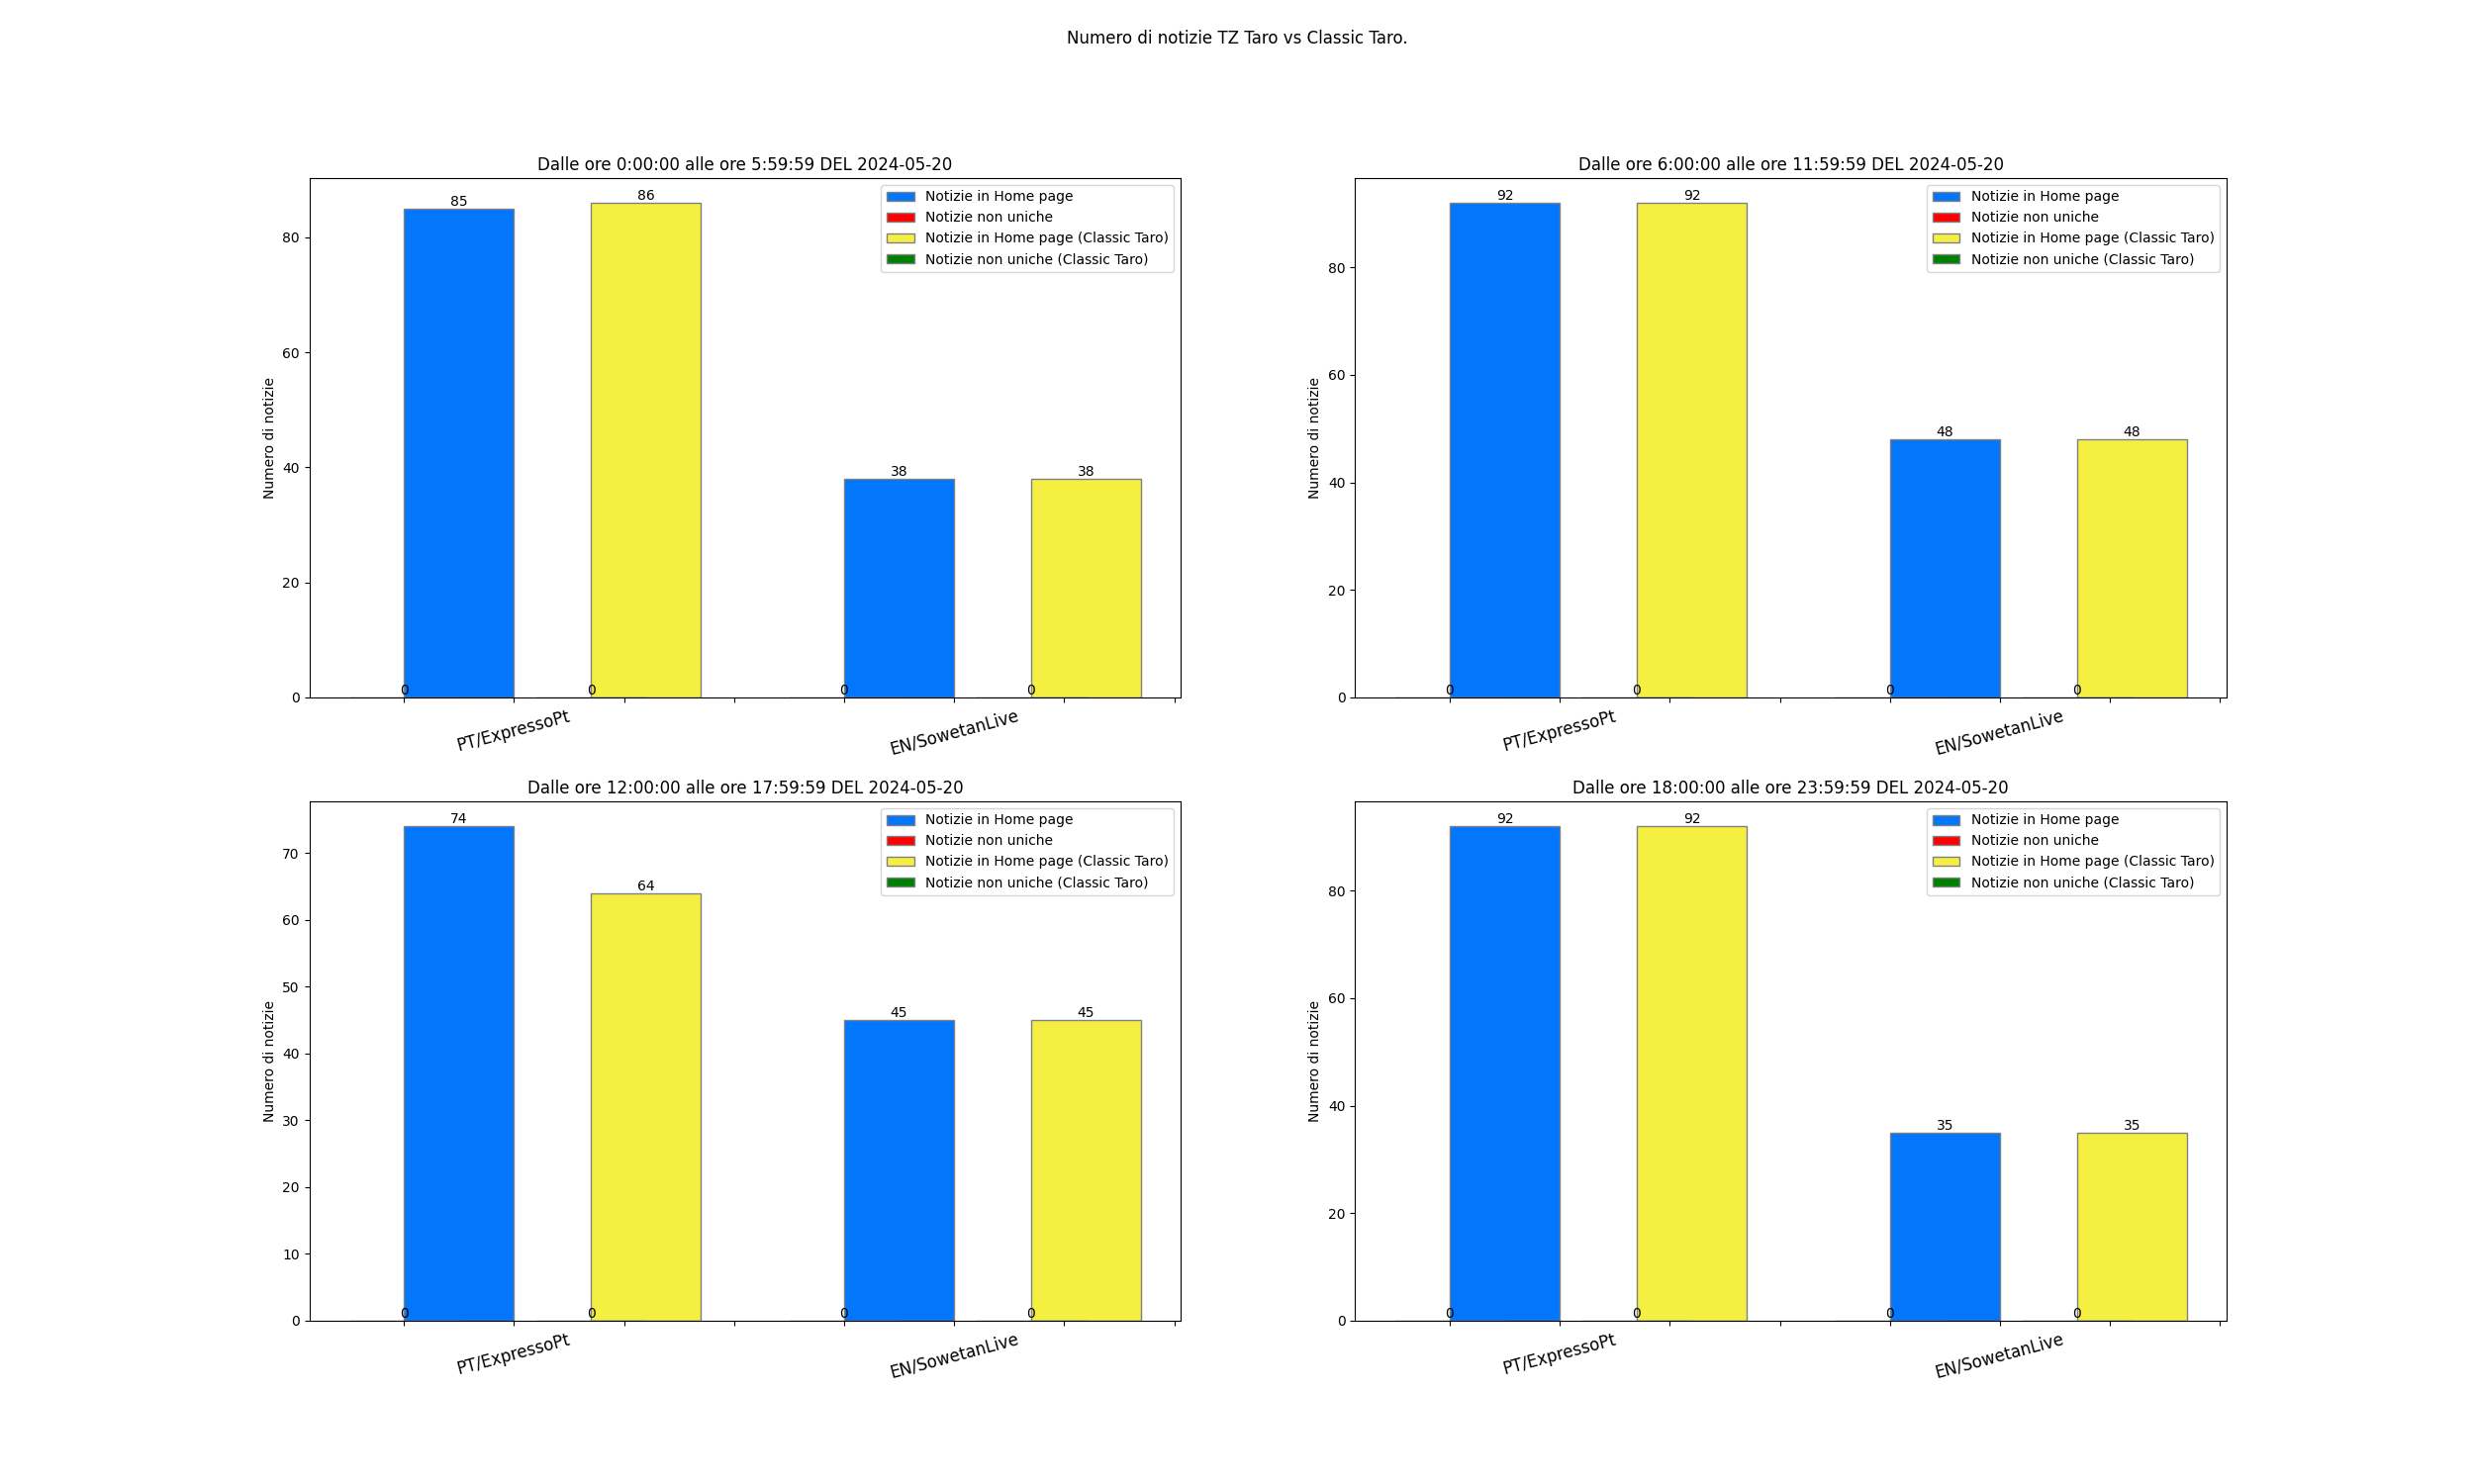 Numero di notizie TZ Taro vs Classic Taro.
Dalle ore 0:00:00 alle ore 5:59:59 DEL 2024-05-20
Numero di notizie
80
60
40
20
0
85
86
38
38
0
0
0
0
Notizie in Home page
Notizie non uniche
Notizie in Home page (Classic Taro)
Notizie non uniche (Classic Taro)
PT/ExpressoPt
EN/SowetanLive
Dalle ore 6:00:00 alle ore 11:59:59 DEL 2024-05-20
Numero di notizie
80
60
40
20
0
92
92
48
48
0
0
0
0
Notizie in Home page
Notizie non uniche
Notizie in Home page (Classic Taro)
Notizie non uniche (Classic Taro)
PT/ExpressoPt
EN/SowetanLive
Dalle ore 12:00:00 alle ore 17:59:59 DEL 2024-05-20
Numero di notizie
70
60
50
40
30
20
10
0
74
64
45
45
0
0
0
0
Notizie in Home page
Notizie non uniche
Notizie in Home page (Classic Taro)
Notizie non uniche (Classic Taro)
PT/ExpressoPt
EN/SowetanLive
Dalle ore 18:00:00 alle ore 23:59:59 DEL 2024-05-20
Numero di notizie
80
60
40
20
0
92
92
35
35
0
0
0
0
Notizie in Home page
Notizie non uniche
Notizie in Home page (Classic Taro)
Notizie non uniche (Classic Taro)
PT/ExpressoPt
EN/SowetanLive